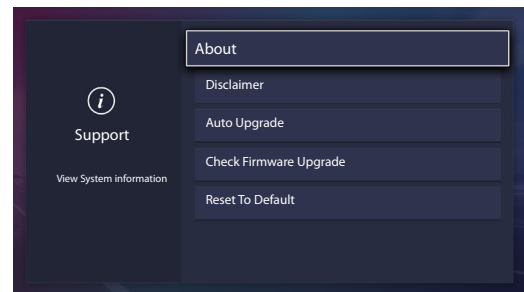 Support
View System information
About
Disclaimer
Auto Upgrade
Check Firmware Upgrade
Reset To Default